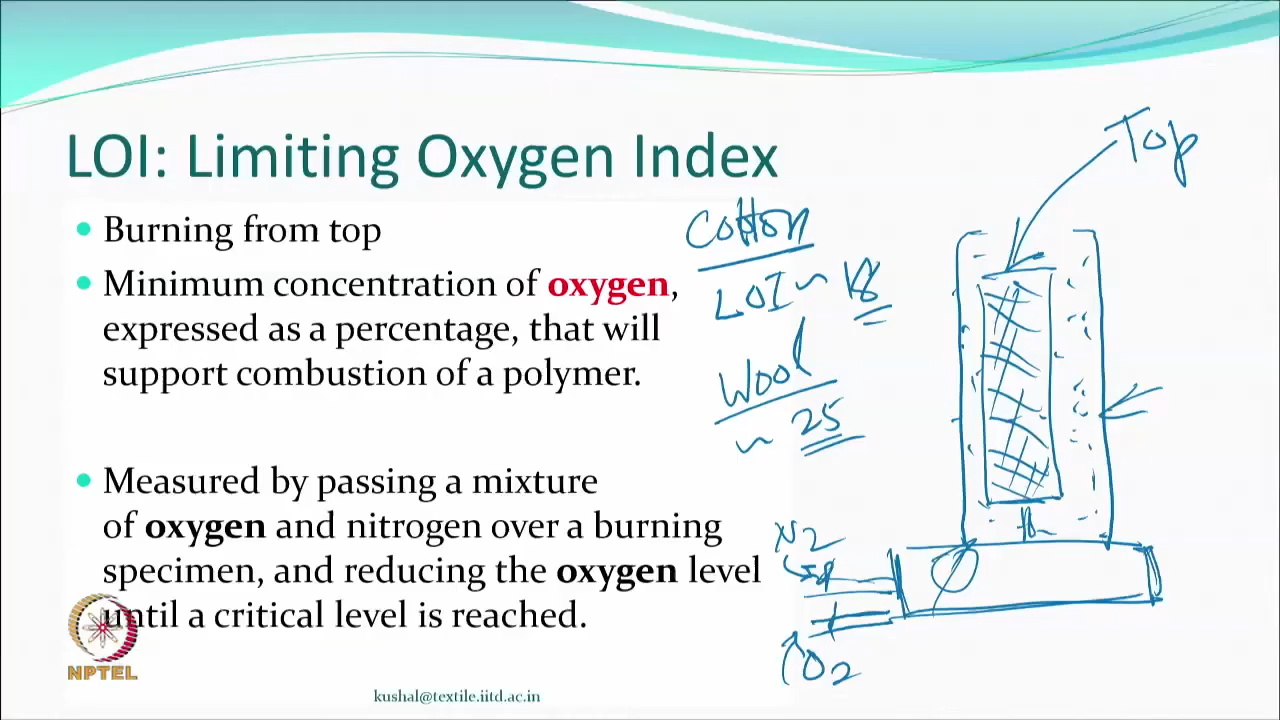 LOI: Limiting Oxygen Index
Burning from top
Minimum concentration of oxygen,
expressed as a percentage, that will
support combustion of a polymer.
Measured by passing a mixture
of oxygen and nitrogen over a burning
specimen, and reducing the oxygen level
until a critical level is reached.
Cotton
LOI ~ 18
Wool
~ 25
Top
N2
O2
NPTEL
kushal@textile.iitd.ac.in